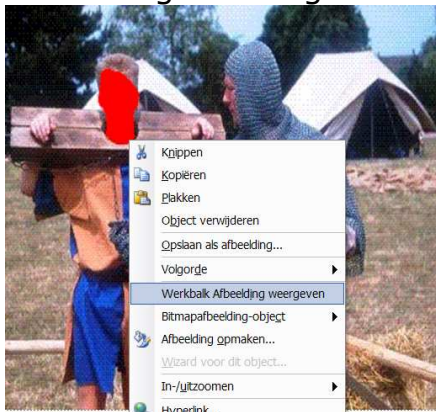 Knippen
Kopiëren
Plakken
Object verwijderen
Opslaan als afbeelding...
Volgorde
Werkbalk Afbeelding weergeven
Bitmapafbeelding-object
Afbeelding opmaken...
Wizard voor dit object...
In-/uitzoomen
Hyperlink...